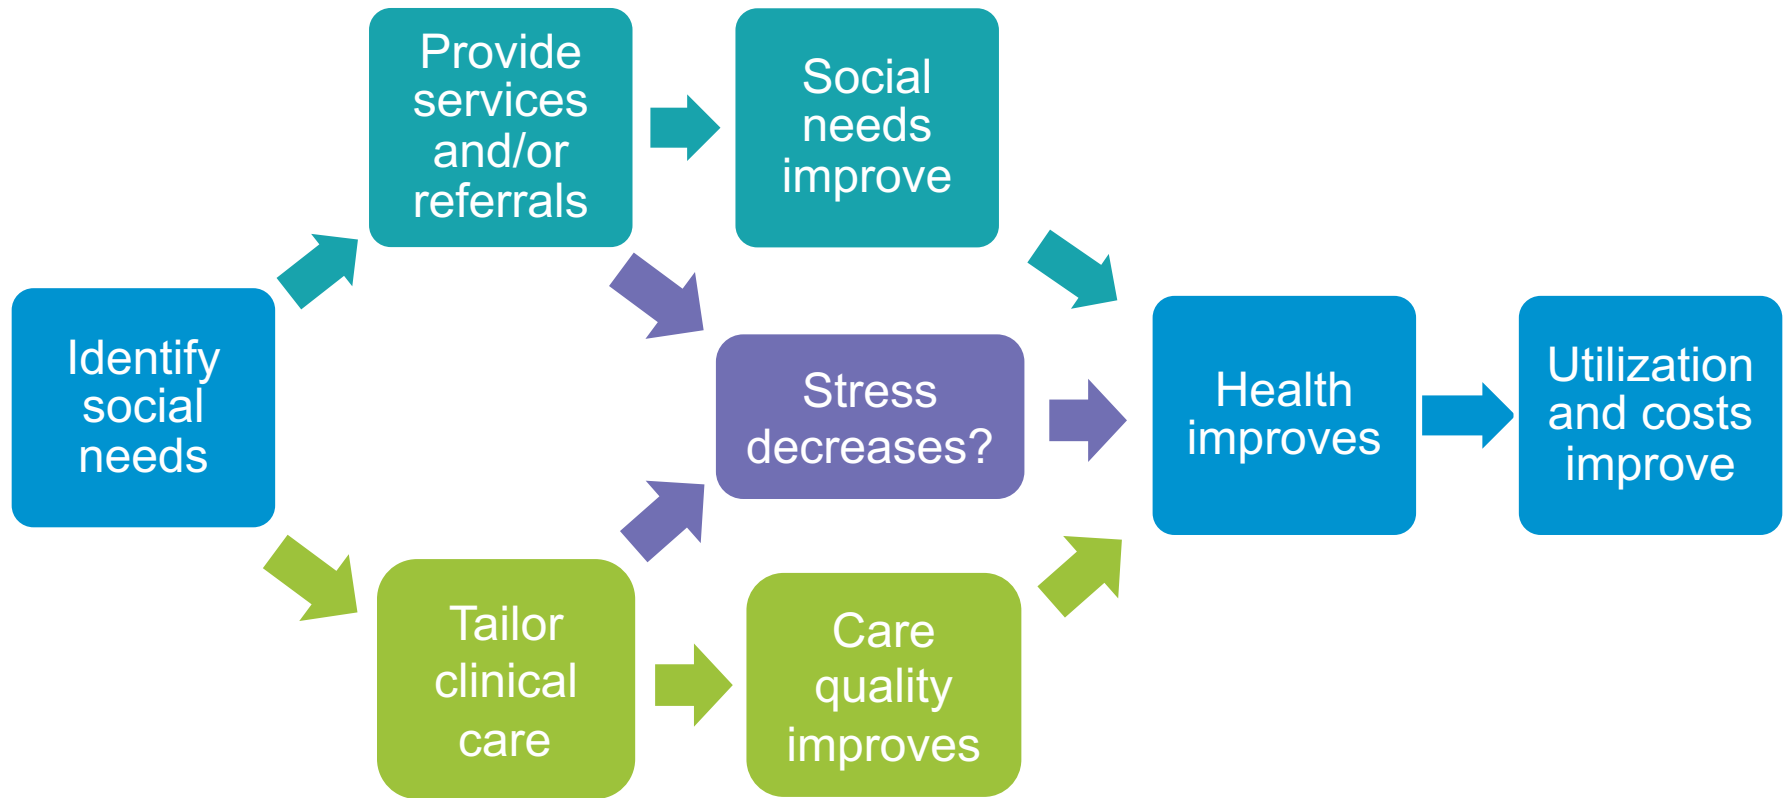 Identify
social
needs
Provide
services
and/or
referrals
Social
needs
improve
Stress
decreases?
Tailor
clinical
care
Care
quality
improves
Health
improves
Utilization
and costs
improve